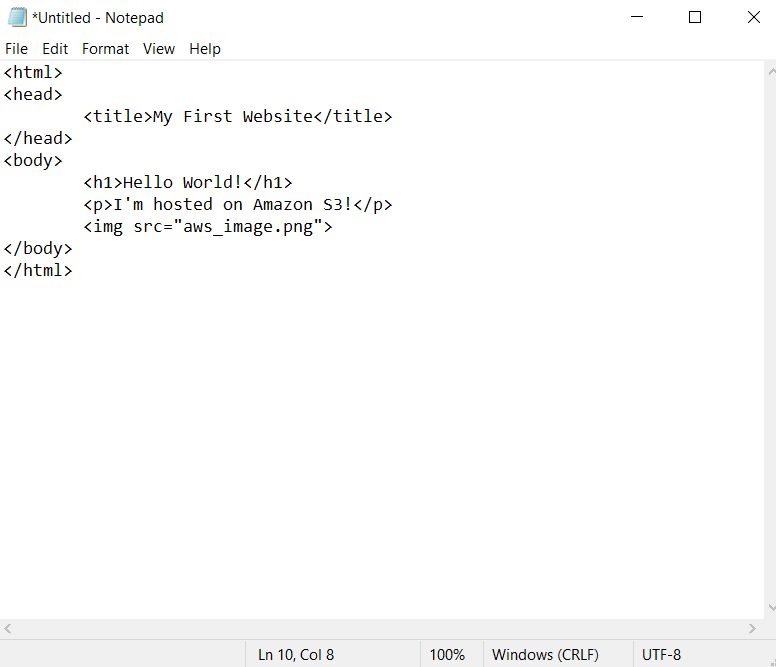 *Untitled - Notepad
File Edit Format View Help
<html>
<head>
        <title>My First Website</title>
</head>
<body>
        <h1>Hello World!</h1>
        <p>I'm hosted on Amazon S3!</p>
        <img src="aws_image.png">
</body>
</html>
Ln 10, Col 8 100% Windows (CRLF) UTF-8